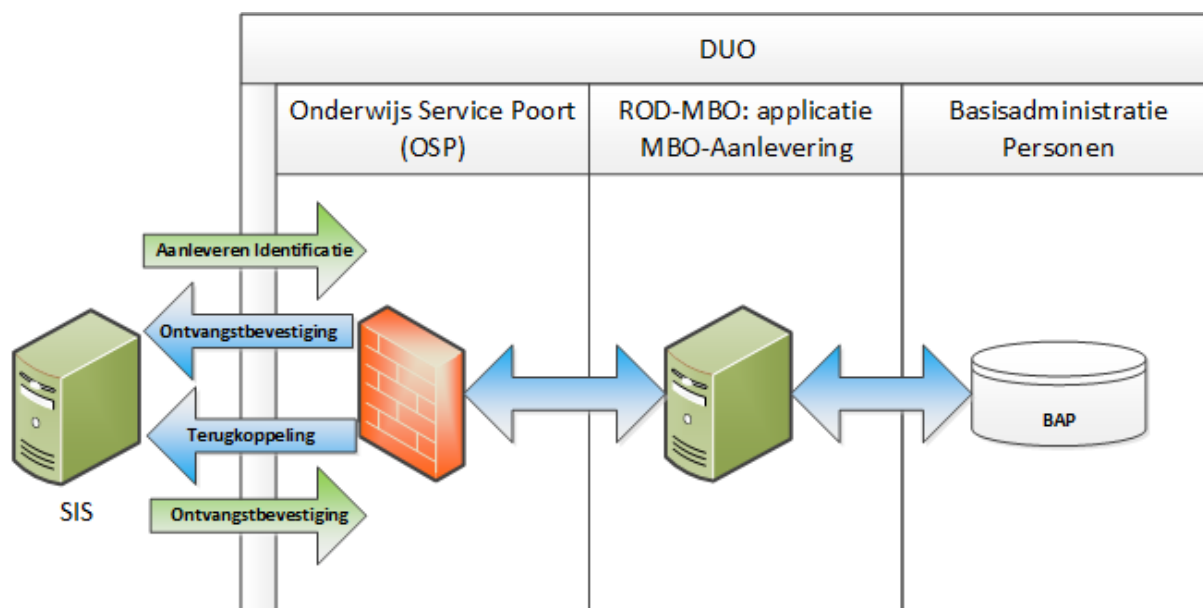 DUO
Onderwijs Service Poort
(OSP)
ROD-MBO: applicatie
MBO-Aanlevering
Basisadministratie
Personen
Aanleveren Identificatie
Ontvangstbevestiging
Terugkoppeling
Ontvangstbevestiging
SIS
BAP